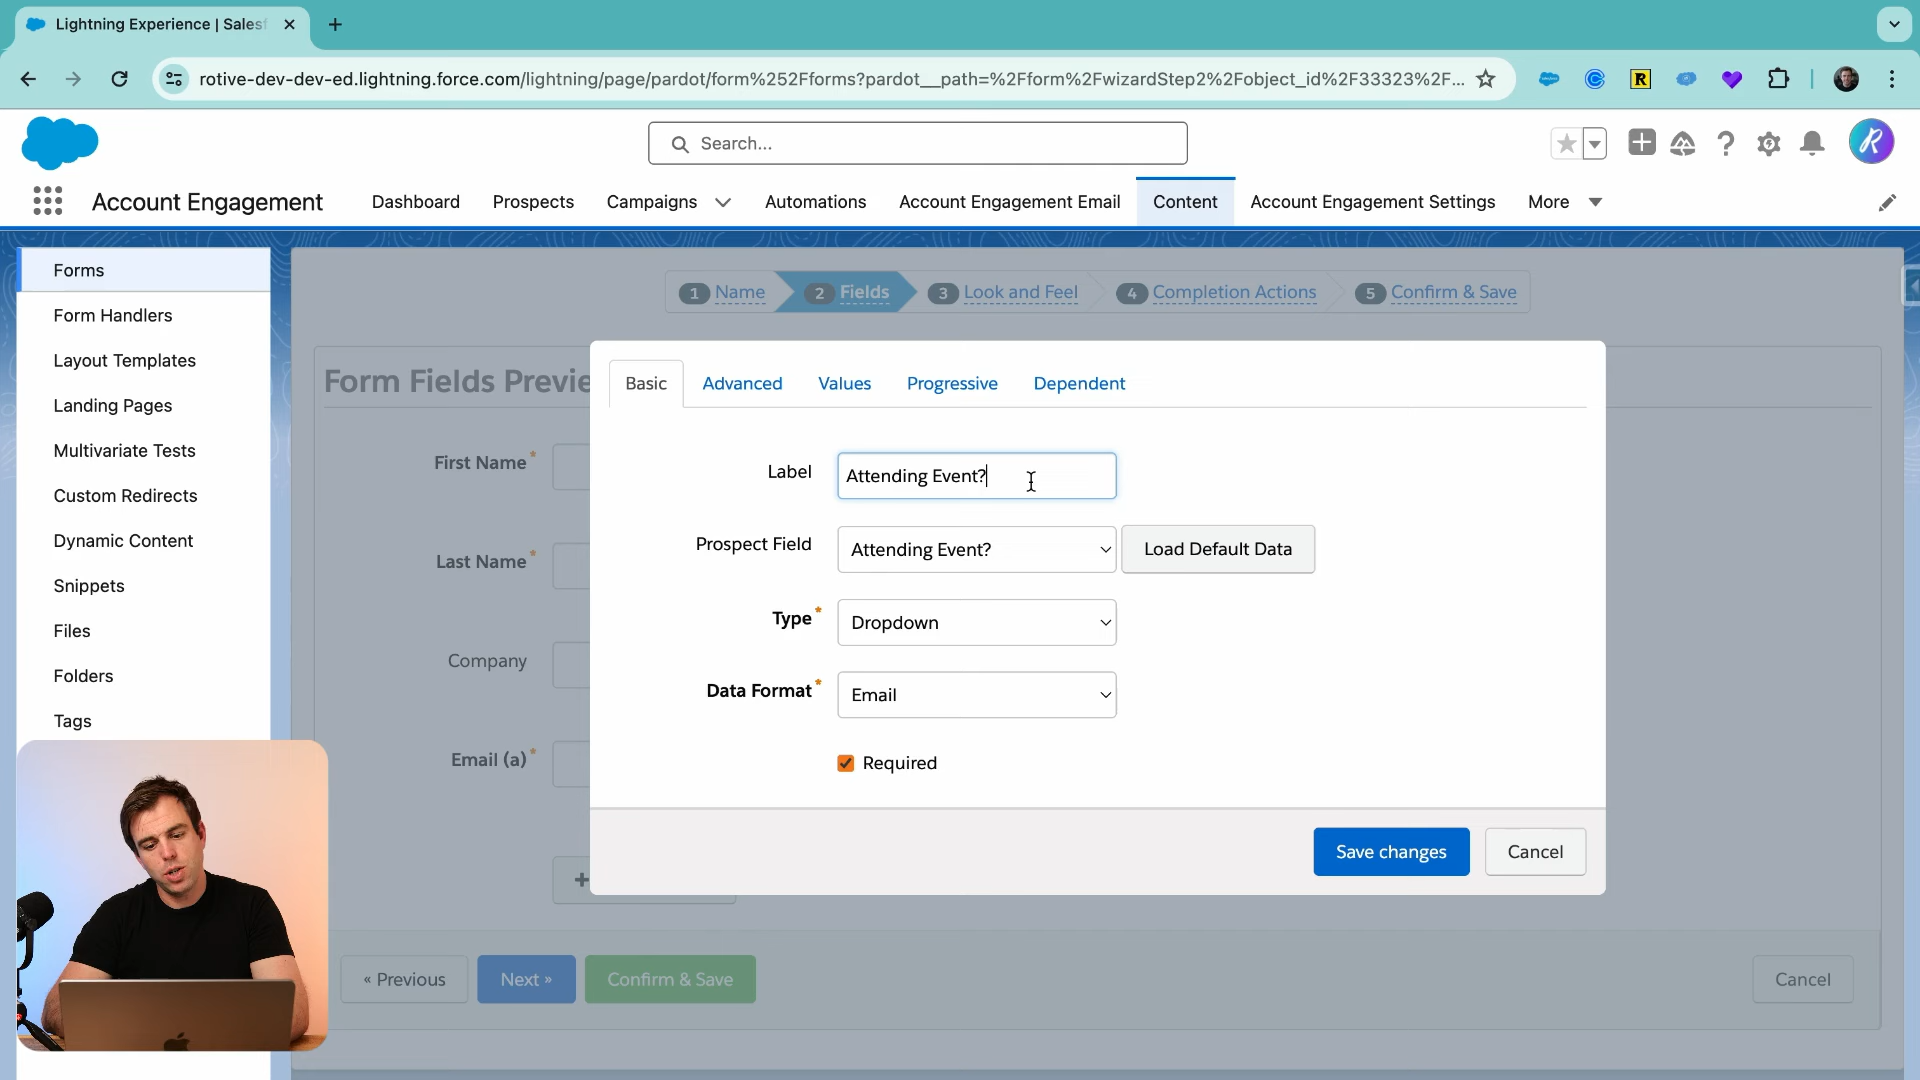 Lightning Experience | Salesf
rotive-dev-dev-ed.lightning.force.com/lightning/page/pardot/form%252Fforms?pardot__path=%2Fform%2FwizardStep2%2Fobject_id%2F33323%2F...
Search...
Account Engagement
Dashboard
Prospects
Campaigns
Automations
Account Engagement Email
Content
Account Engagement Settings
More
Forms
Form Handlers
Layout Templates
Landing Pages
Multivariate Tests
Custom Redirects
Dynamic Content
Snippets
Files
Folders
Tags
1 Name
2 Fields
3 Look and Feel
4 Completion Actions
5 Confirm & Save
Form Fields Previe
First Name*
Last Name*
Company
Email (a)*
+
Basic
Advanced
Values
Progressive
Dependent
Label
Attending Event?
Prospect Field
Attending Event?
Load Default Data
Type*
Dropdown
Data Format*
Email
Required
Save changes
Cancel
« Previous
Next »
Confirm & Save
Cancel